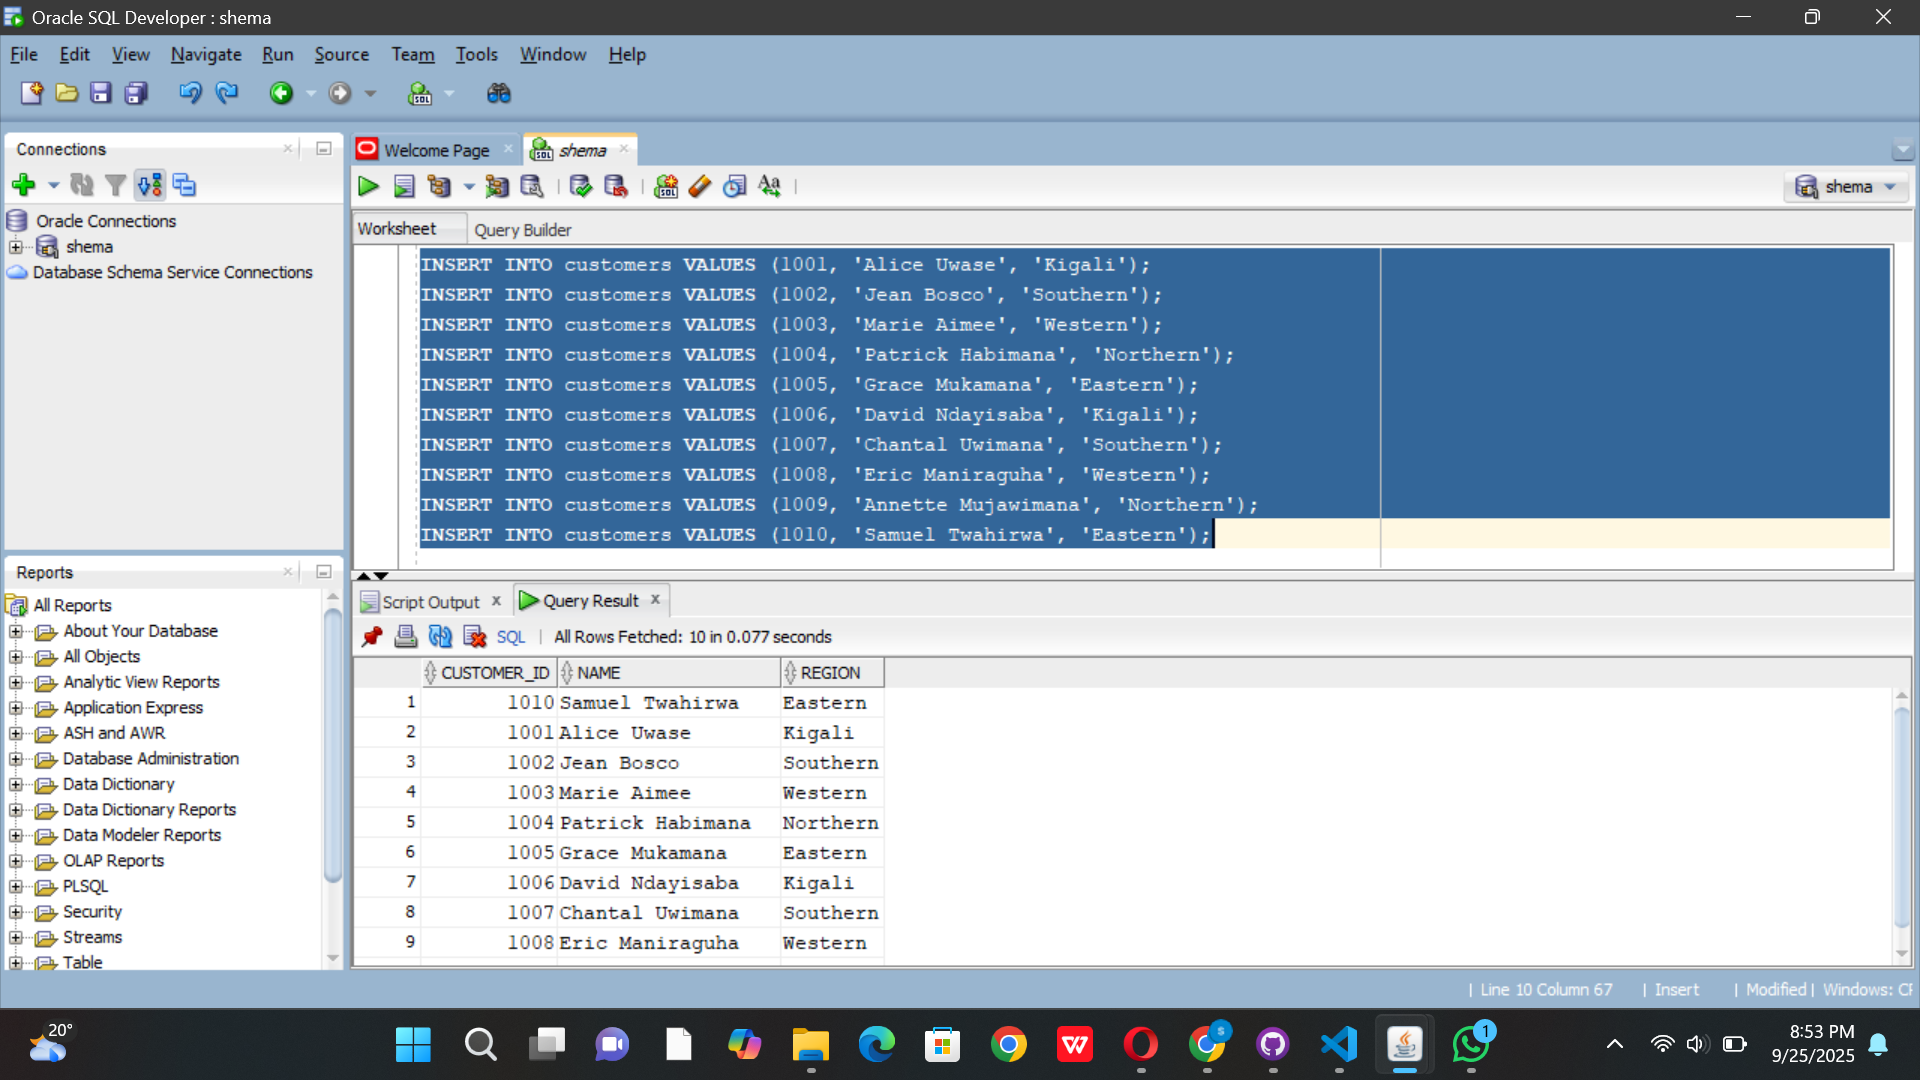 Oracle SQL Developer : shema
File Edit View Navigate Run Source Team Tools Window Help
Connections
Oracle Connections
shema
Database Schema Service Connections
Reports
All Reports
About Your Database
All Objects
Analytic View Reports
Application Express
ASH and AWR
Database Administration
Data Dictionary
Data Dictionary Reports
Data Modeler Reports
OLAP Reports
PLSQL
Security
Streams
Table
Welcome Page
shema
shema
Worksheet
Query Builder
INSERT INTO customers VALUES (1001, 'Alice Uwase', 'Kigali');
INSERT INTO customers VALUES (1002, 'Jean Bosco', 'Southern');
INSERT INTO customers VALUES (1003, 'Marie Aimee', 'Western');
INSERT INTO customers VALUES (1004, 'Patrick Habimana', 'Northern');
INSERT INTO customers VALUES (1005, 'Grace Mukamana', 'Eastern');
INSERT INTO customers VALUES (1006, 'David Ndayisaba', 'Kigali');
INSERT INTO customers VALUES (1007, 'Chantal Uwimana', 'Southern');
INSERT INTO customers VALUES (1008, 'Eric Maniraguha', 'Western');
INSERT INTO customers VALUES (1009, 'Annette Mujawimana', 'Northern');
INSERT INTO customers VALUES (1010, 'Samuel Twahirwa', 'Eastern');
Script Output
Query Result
SQL | All Rows Fetched: 10 in 0.077 seconds
CUSTOMER_ID NAME REGION
1 1010 Samuel Twahirwa Eastern
2 1001 Alice Uwase Kigali
3 1002 Jean Bosco Southern
4 1003 Marie Aimee Western
5 1004 Patrick Habimana Northern
6 1005 Grace Mukamana Eastern
7 1006 David Ndayisaba Kigali
8 1007 Chantal Uwimana Southern
9 1008 Eric Maniraguha Western
| Line 10 Column 67 | Insert | Modified | Windows: CF
20°
8:53 PM
9/25/2025
1